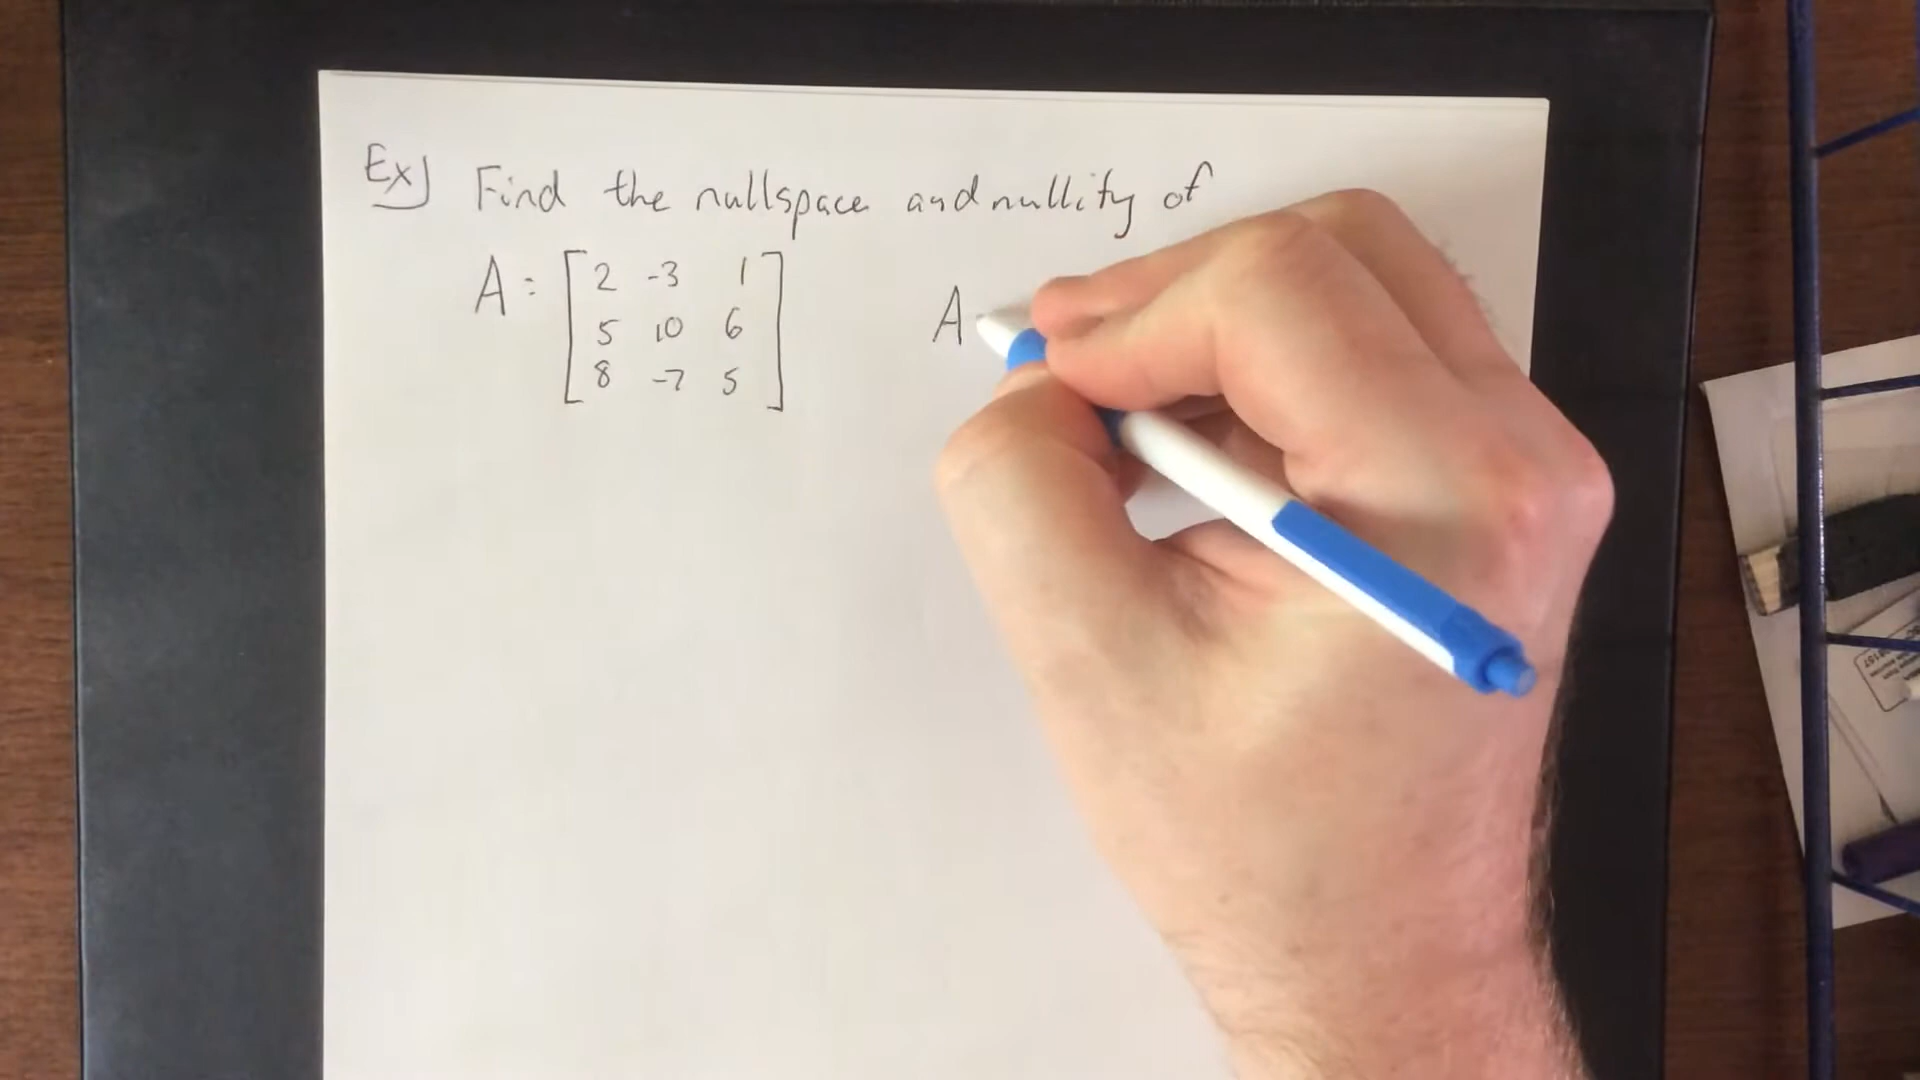 Ex) Find the nullspace and nullity of
A = [ 2 -3 1
5 10 6
8 -7 5 ]
A